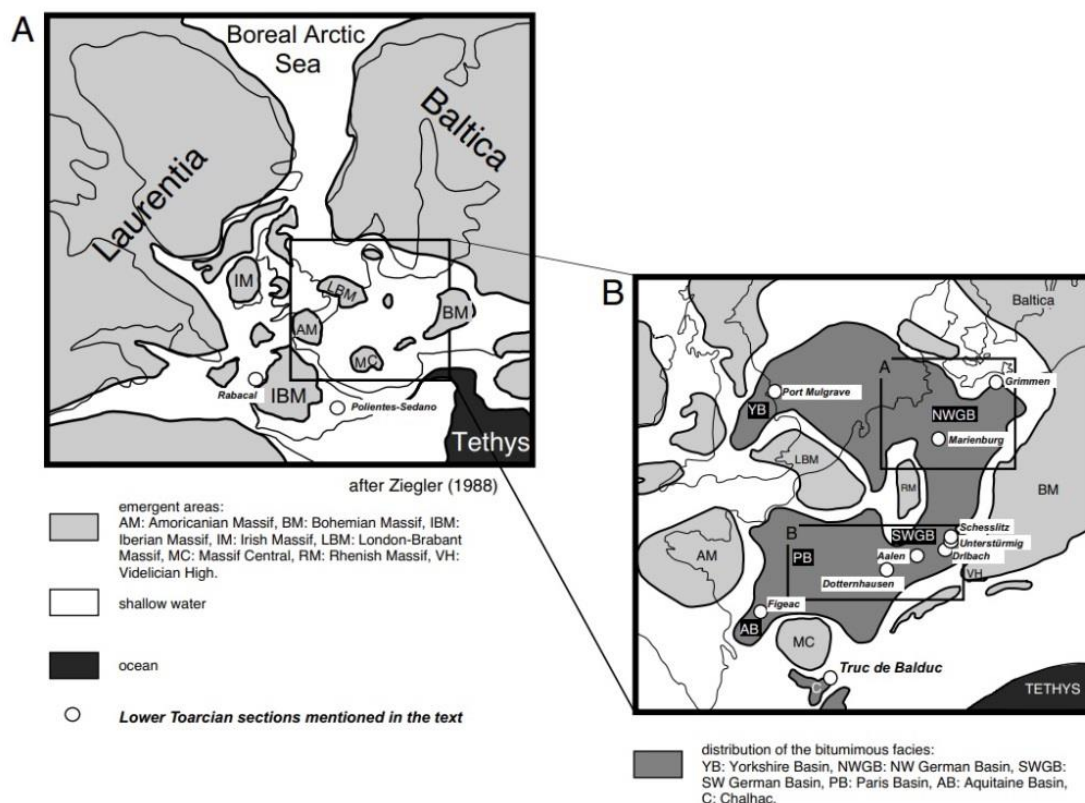 A
Boreal Arctic
Sea
Baltica
Laurentia
IM
LBM
BM
AM
MC
Rabacal
IBM
Polientes-Sedano
Tethys
after Ziegler (1988)
emergent areas:
AM: Amoricanian Massif, BM: Bohemian Massif, IBM:
Iberian Massif, IM: Irish Massif, LBM: London-Brabant
Massif, MC: Massif Central, RM: Rhenish Massif, VH:
Videlician High.
shallow water
ocean
Lower Toarcian sections mentioned in the text
B
Baltica
A
Grimmen
Port Mulgrave
YB
NWGB
Marienburg
LBM
RM
BM
Schesslitz
SWGB
Unterstürmig
B
PB
Aalen
Drlbach
AM
VH
Dotternhausen
Figeac
AB
MC
Truc de Balduc
C
TETHYS
distribution of the bitumimous facies:
YB: Yorkshire Basin, NWGB: NW German Basin, SWGB:
SW German Basin, PB: Paris Basin, AB: Aquitaine Basin,
C: Chalhac.